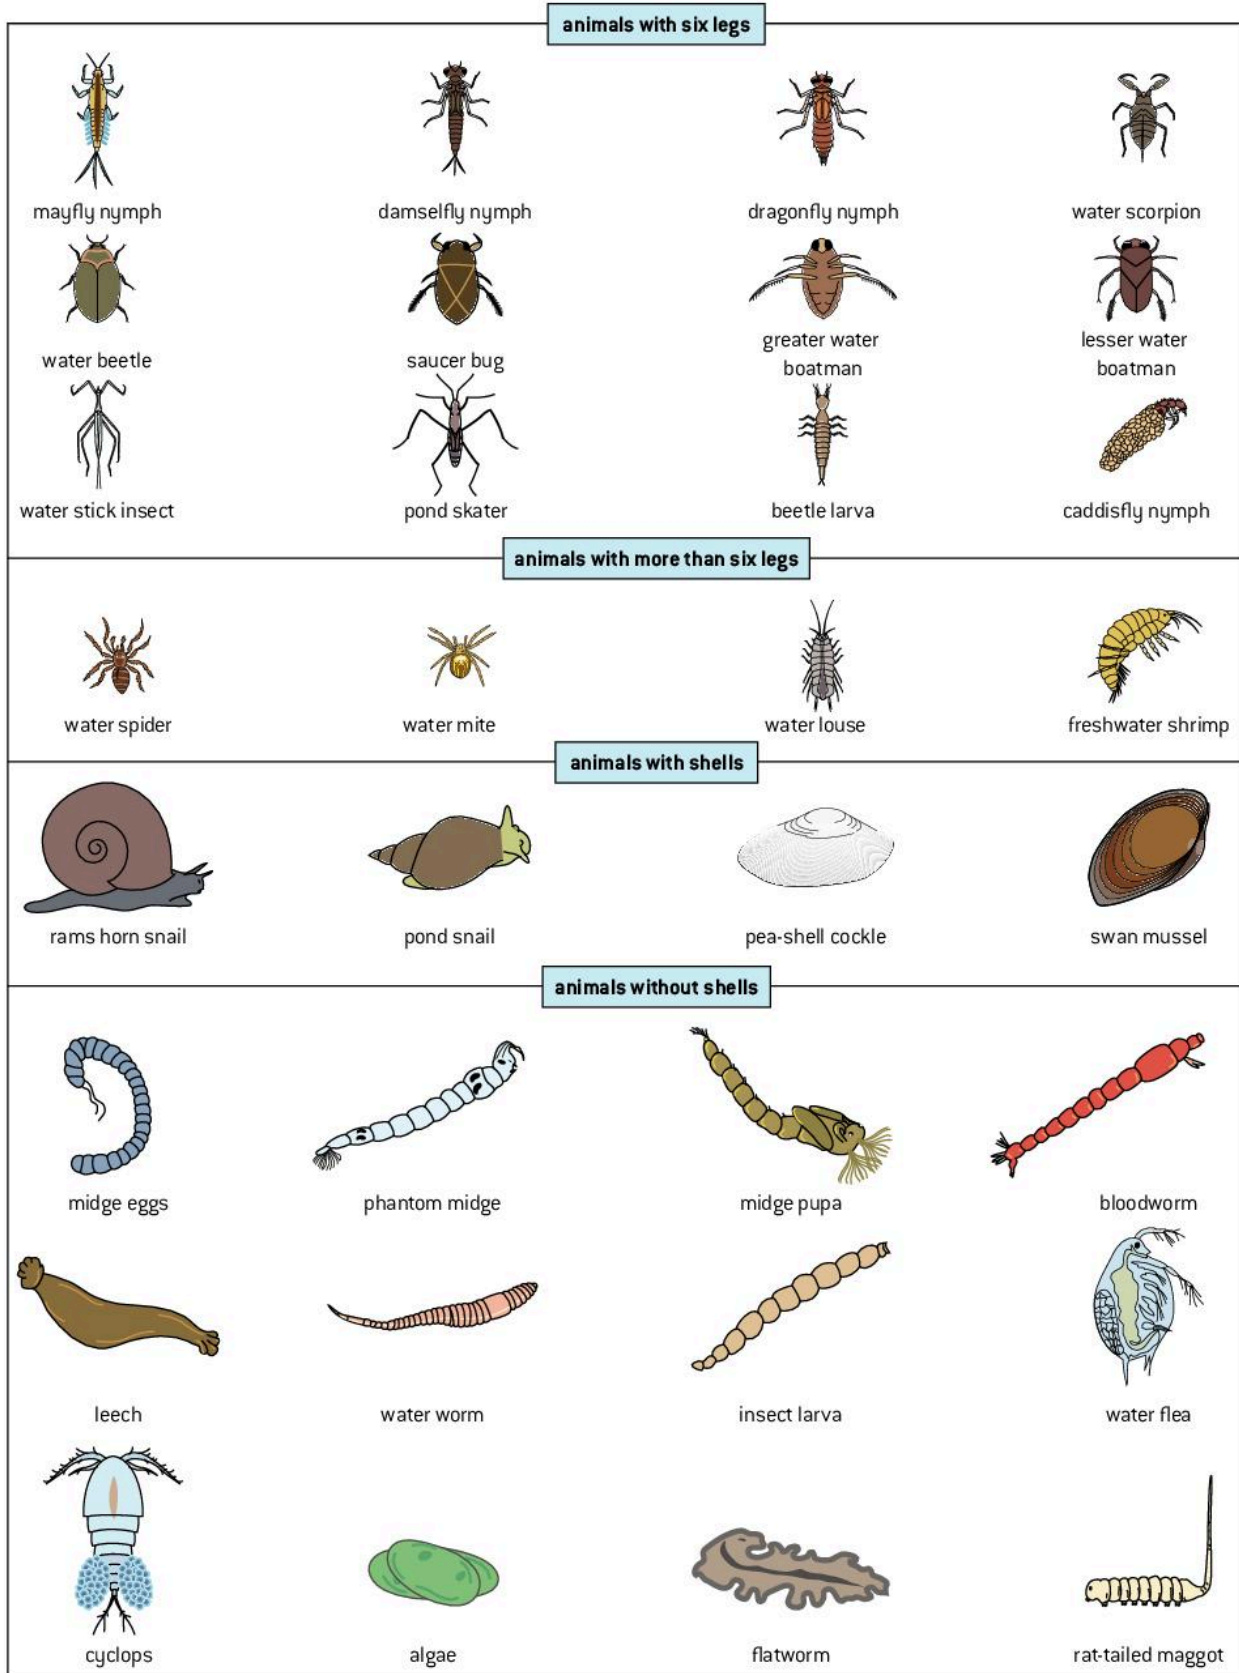 animals with six legs
mayfly nymph
damselfly nymph
dragonfly nymph
water scorpion
water beetle
saucer bug
greater water
boatman
lesser water
boatman
water stick insect
pond skater
beetle larva
caddisfly nymph
animals with more than six legs
water spider
water mite
water louse
freshwater shrimp
animals with shells
rams horn snail
pond snail
pea-shell cockle
swan mussel
animals without shells
midge eggs
phantom midge
midge pupa
bloodworm
leech
water worm
insect larva
water flea
cyclops
algae
flatworm
rat-tailed maggot